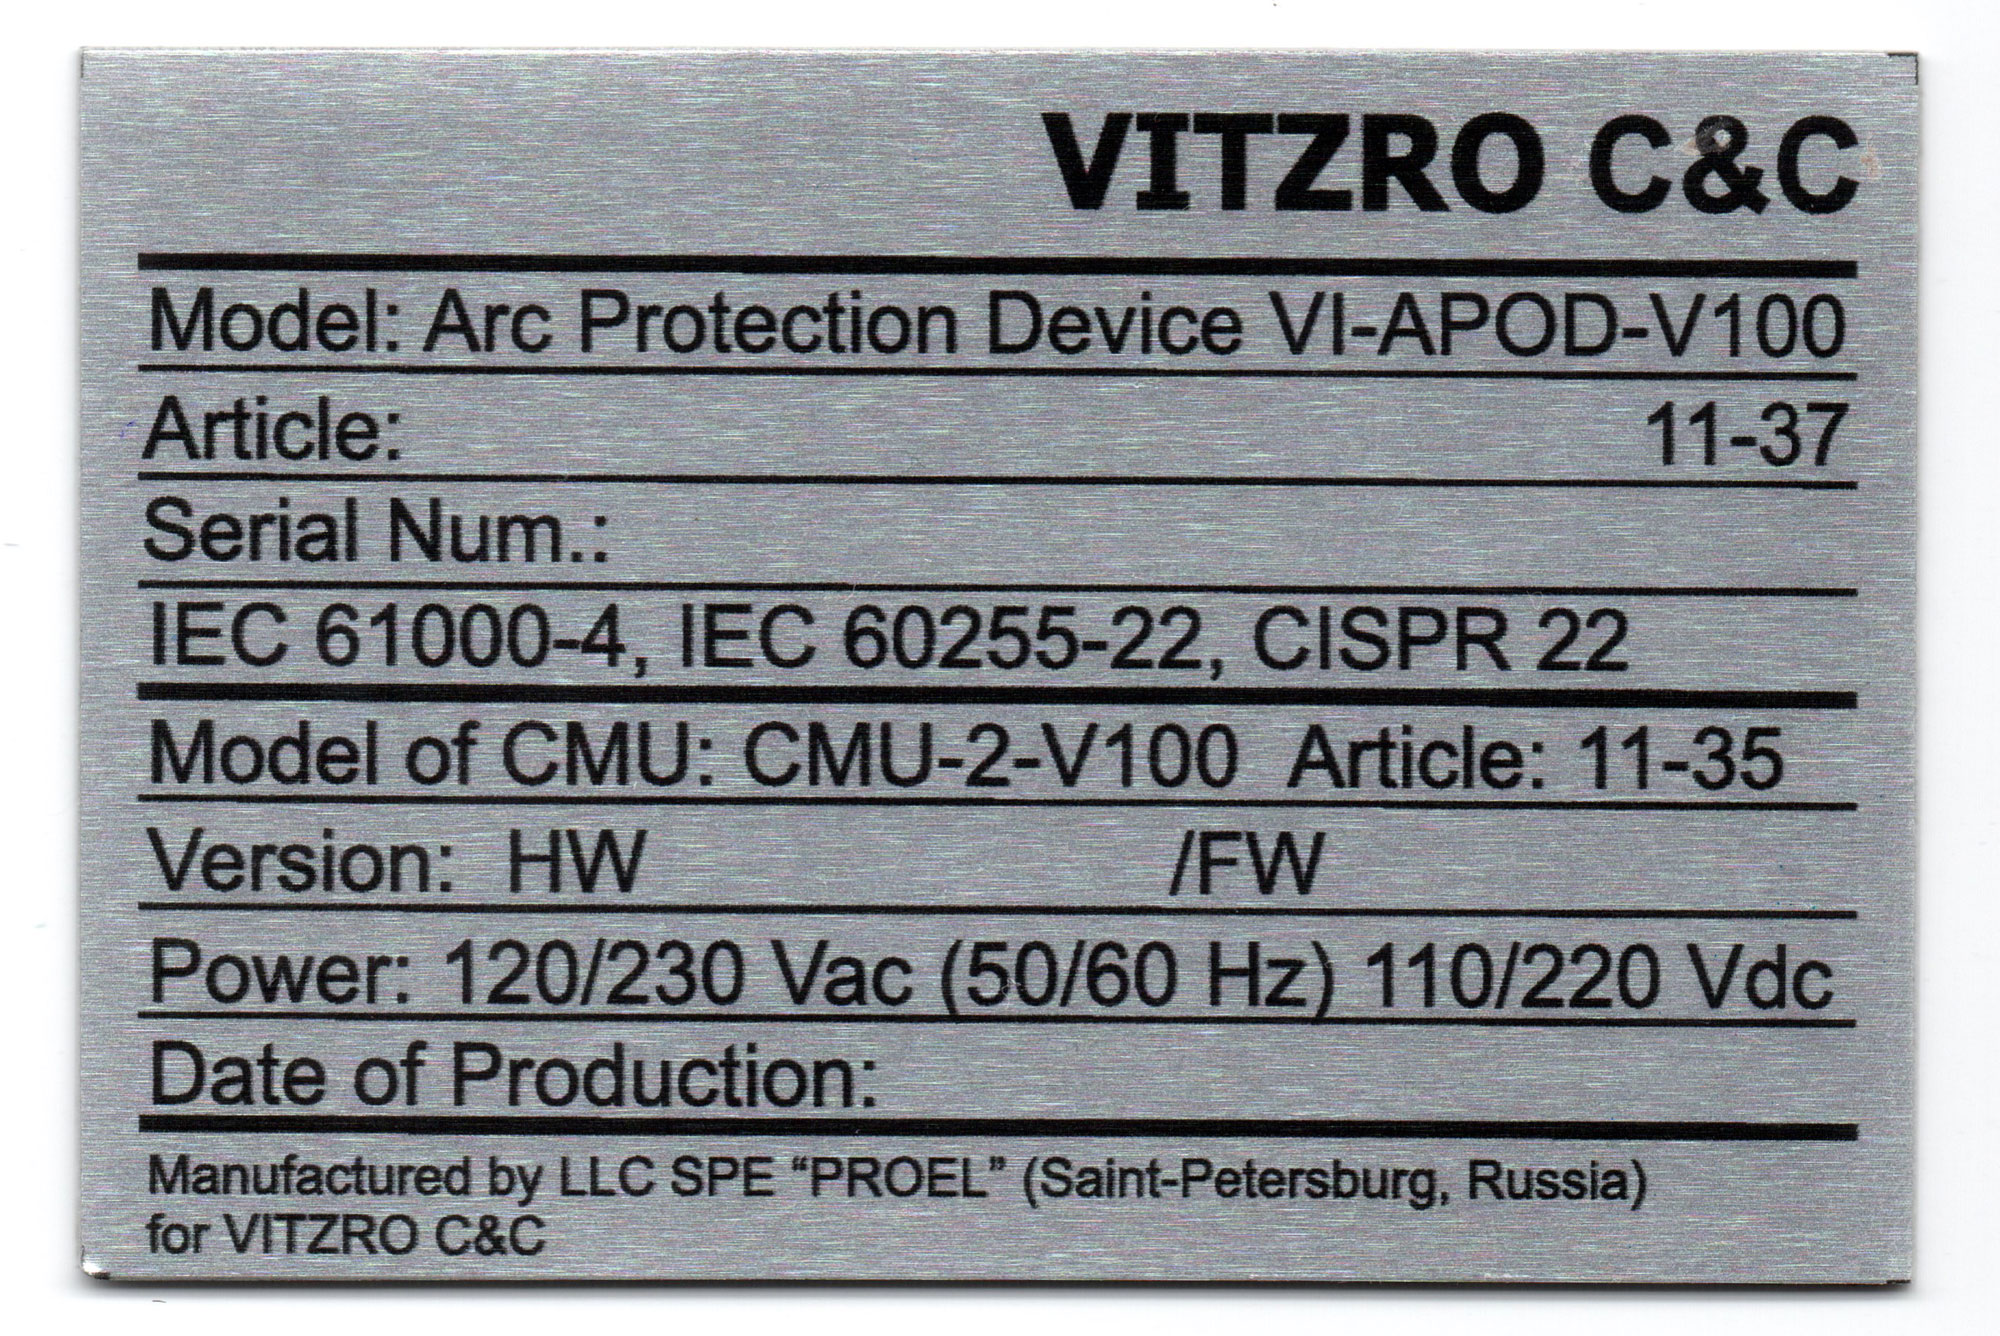 VITZRO C&C
Model: Arc Protection Device VI-APOD-V100
Article: 11-37
Serial Num.:
IEC 61000-4, IEC 60255-22, CISPR 22
Model of CMU: CMU-2-V100 Article: 11-35
Version: HW /FW
Power: 120/230 Vac (50/60 Hz) 110/220 Vdc
Date of Production:
Manufactured by LLC SPE “PROEL” (Saint-Petersburg, Russia)
for VITZRO C&C